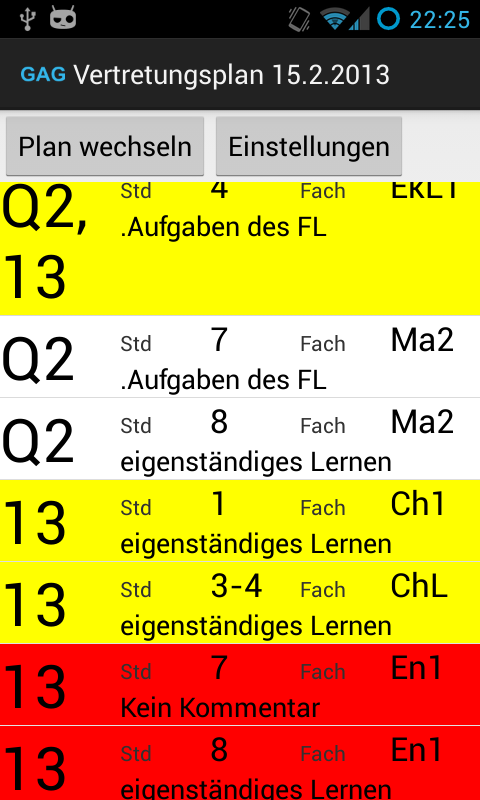 22:25
GAG Vertretungsplan 15.2.2013
Plan wechseln Einstellungen
Q2, 13 Std 4 Fach EkL1
.Aufgaben des FL
Q2 Std 7 Fach Ma2
.Aufgaben des FL
Q2 Std 8 Fach Ma2
eigenständiges Lernen
13 Std 1 Fach Ch1
eigenständiges Lernen
13 Std 3-4 Fach ChL
eigenständiges Lernen
13 Std 7 Fach En1
Kein Kommentar
13 Std 8 Fach En1
eigenständiges Lernen